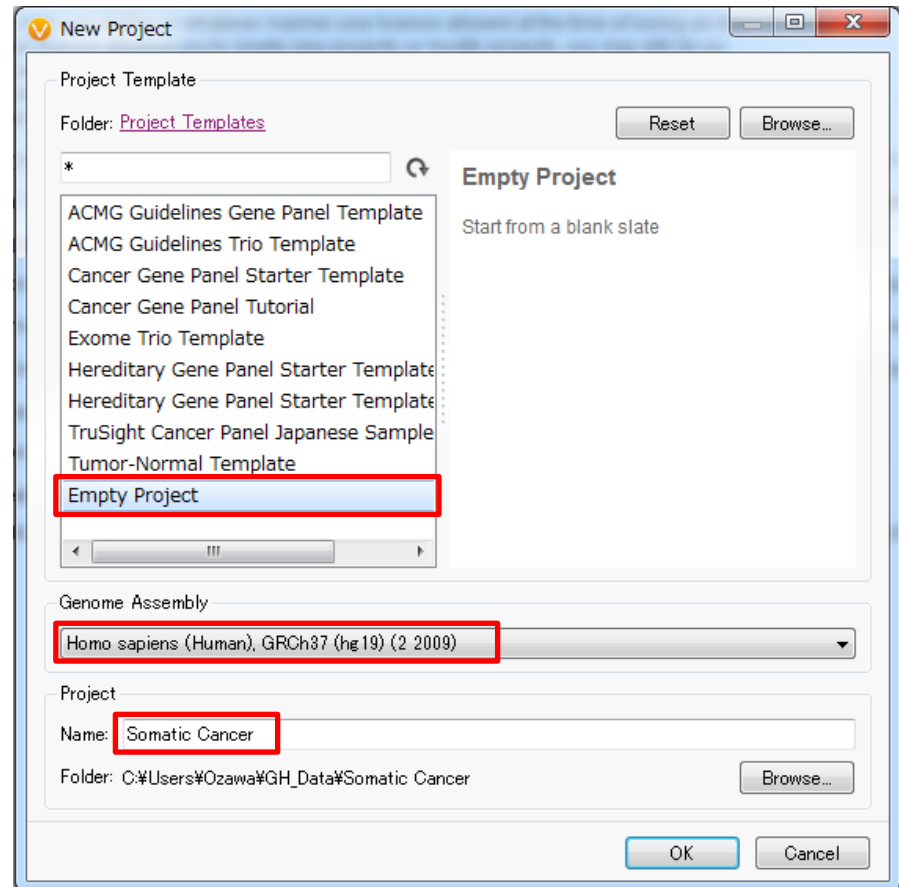 New Project
Project Template
Folder: Project Templates
Reset
Browse...
*
ACMG Guidelines Gene Panel Template
ACMG Guidelines Trio Template
Cancer Gene Panel Starter Template
Cancer Gene Panel Tutorial
Exome Trio Template
Hereditary Gene Panel Starter Template
Hereditary Gene Panel Starter Template
TruSight Cancer Panel Japanese Sample
Tumor-Normal Template
Empty Project
Empty Project
Start from a blank slate
Genome Assembly
Homo sapiens (Human), GRCh37 (hg19) (2 2009)
Project
Name: Somatic Cancer
Folder: C:¥Users¥Ozawa¥GH_Data¥Somatic Cancer
Browse...
OK
Cancel